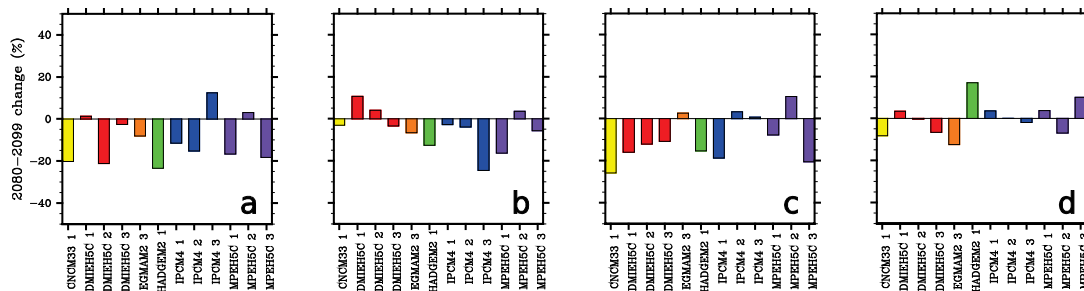 2080−2099 change (%)
40
20
0
−20
−40
a
b
c
d
CNCM33 1
DMIEH5C 1
DMIEH5C 2
DMIEH5C 3
EGMAM2 3
HADGEM2 1
IPCM4 1
IPCM4 2
IPCM4 3
MPEH5C 1
MPEH5C 2
MPEH5C 3
CNCM33 1
DMIEH5C 1
DMIEH5C 2
DMIEH5C 3
EGMAM2 3
HADGEM2 1
IPCM4 1
IPCM4 2
IPCM4 3
MPEH5C 1
MPEH5C 2
MPEH5C 3
CNCM33 1
DMIEH5C 1
DMIEH5C 2
DMIEH5C 3
EGMAM2 3
HADGEM2 1
IPCM4 1
IPCM4 2
IPCM4 3
MPEH5C 1
MPEH5C 2
MPEH5C 3
CNCM33 1
DMIEH5C 1
DMIEH5C 2
DMIEH5C 3
EGMAM2 3
HADGEM2 1
IPCM4 1
IPCM4 2
IPCM4 3
MPEH5C 1
MPEH5C 2
MPEH5C 3